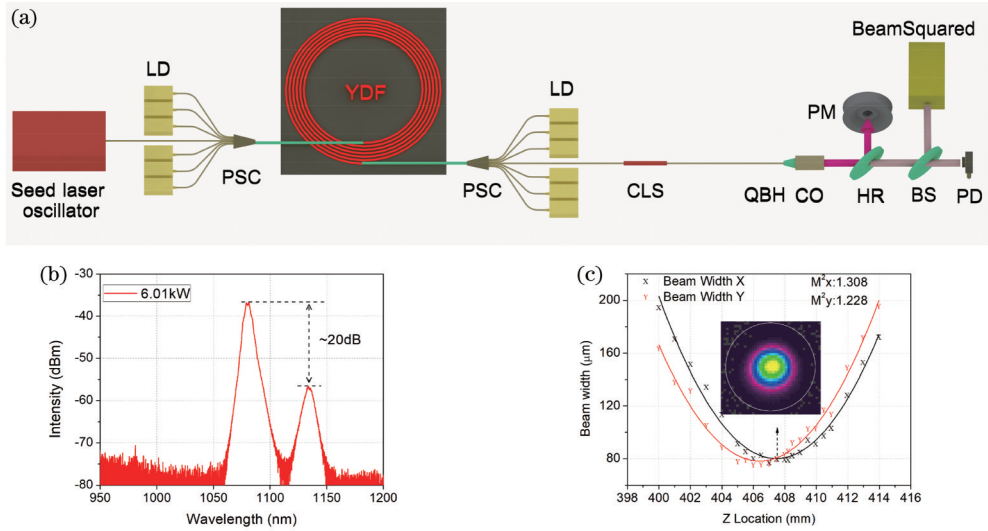 (a)
BeamSquared
LD
YDF
LD
PM
Seed laser
oscillator
PSC
PSC
CLS
QBH
CO
HR
BS
PD
(b)
-30
-40
-50
-60
-70
-80
950
1000
1050
1100
1150
1200
Intensity (dBm)
Wavelength (nm)
6.01kW
~20dB
(c)
200
160
120
80
398
400
402
404
406
408
410
412
414
416
Beam width (μm)
Z Location (mm)
x Beam Width X
Y Beam Width Y
M²x:1.308
M²y:1.228